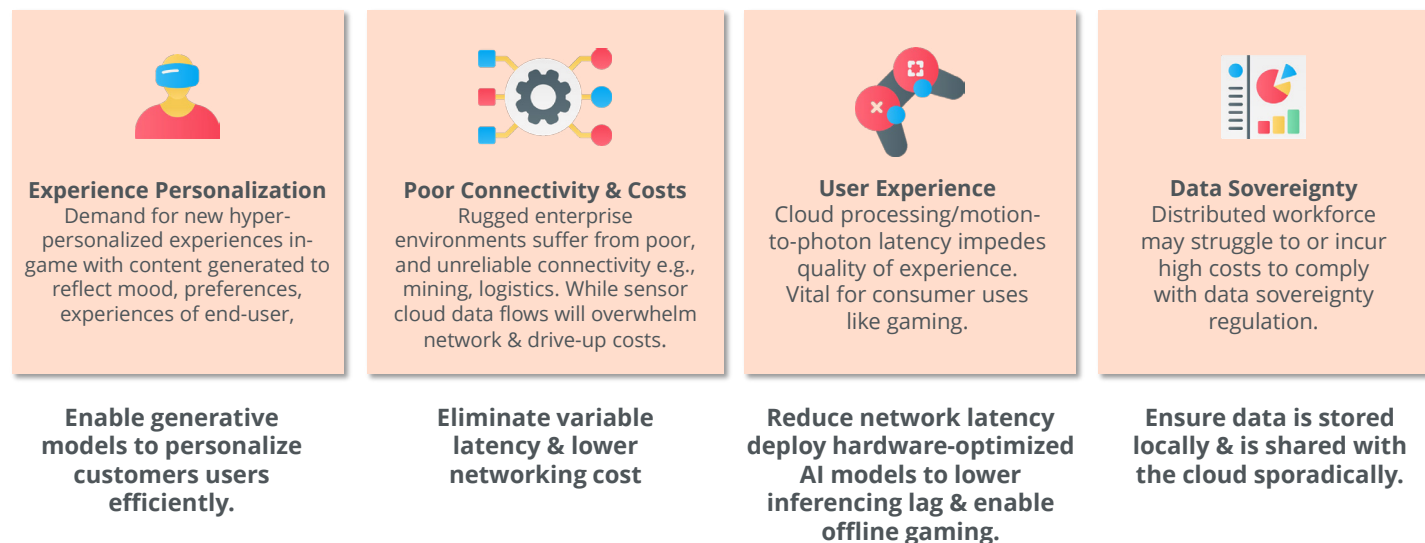 Experience Personalization
Demand for new hyper-
personalized experiences in-
game with content generated to
reflect mood, preferences,
experiences of end-user,
Enable generative
models to personalize
customers users
efficiently.
Poor Connectivity & Costs
Rugged enterprise
environments suffer from poor,
and unreliable connectivity e.g.,
mining, logistics. While sensor
cloud data flows will overwhelm
network & drive-up costs.
Eliminate variable
latency & lower
networking cost
User Experience
Cloud processing/motion-
to-photon latency impedes
quality of experience.
Vital for consumer uses
like gaming.
Reduce network latency
deploy hardware-optimized
AI models to lower
inferencing lag & enable
offline gaming.
Data Sovereignty
Distributed workforce
may struggle to or incur
high costs to comply
with data sovereignty
regulation.
Ensure data is stored
locally & is shared with
the cloud sporadically.